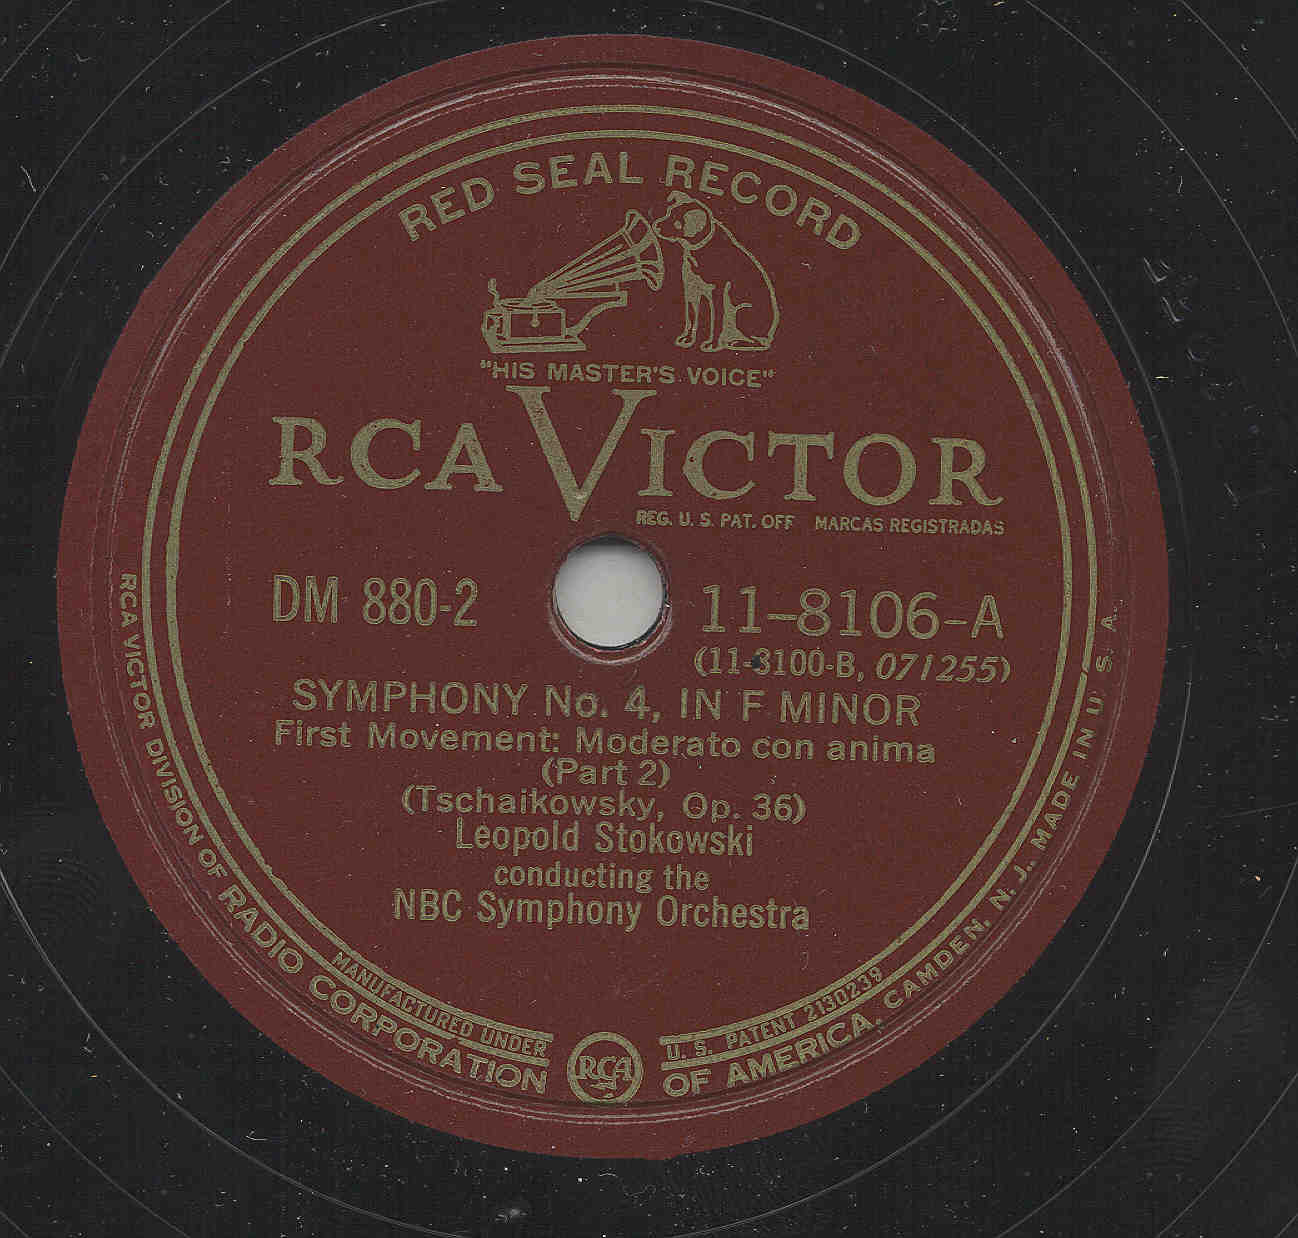 RED SEAL RECORD
"HIS MASTER'S VOICE"
RCA VICTOR
REG. U. S. PAT. OFF MARCAS REGISTRADAS
DM 880-2
11-8106-A
(11-8100-B, 071255)
SYMPHONY No. 4, IN F MINOR
First Movement: Moderato con anima
(Part 2)
(Tschaikowsky, Op. 36)
Leopold Stokowski
conducting the
NBC Symphony Orchestra
MANUFACTURED UNDER
U. S. PATENT 2130239
RCA VICTOR DIVISION OF RADIO CORPORATION
RCA
OF AMERICA, CAMDEN, N. J., MADE IN U. S. A.